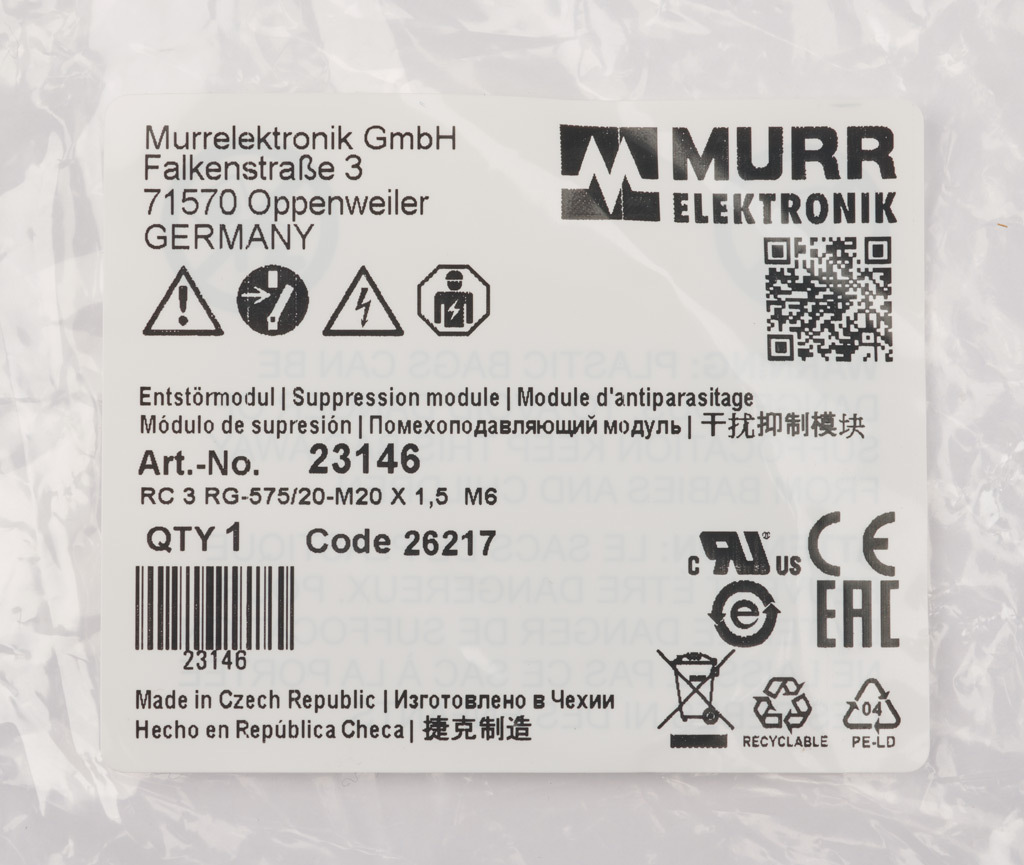 Murrelektronik GmbH
Falkenstraße 3
71570 Oppenweiler
GERMANY
MURR
ELEKTRONIK
Entstörmodul | Suppression module | Module d'antiparasitage
Módulo de supresión | Помехоподавляющий модуль | 干扰抑制模块
Art.-No. 23146
RC 3 RG-575/20-M20 X 1,5 M6
QTY 1 Code 26217
23146
c RU ® US CE
e EAC
Made in Czech Republic | Изготовлено в Чехии
Hecho en República Checa | 捷克制造
04
RECYCLABLE PE-LD